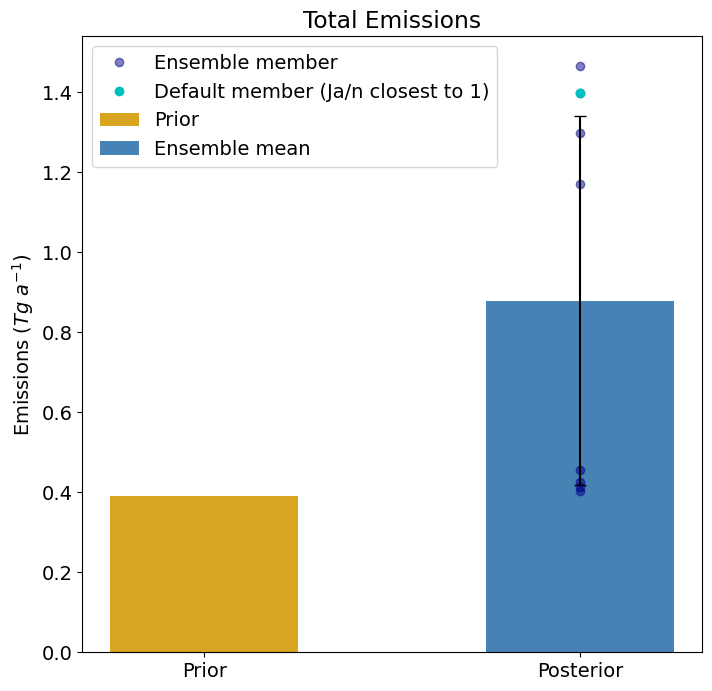 Total Emissions
Ensemble member
Default member (Ja/n closest to 1)
Prior
Ensemble mean
Emissions (Tg a⁻¹)
1.4
1.2
1.0
0.8
0.6
0.4
0.2
0.0
Prior
Posterior